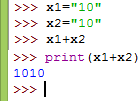 >>> x1="10"
>>> x2="10"
>>> x1+x2
>>> print(x1+x2)
1010
>>>